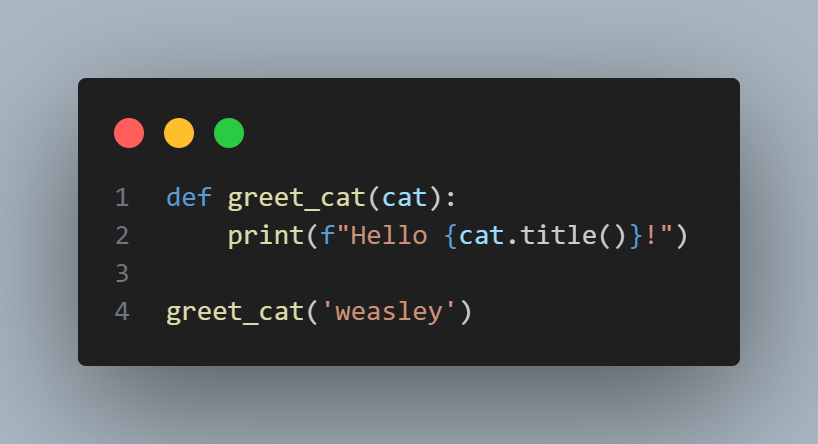 1 def greet_cat(cat):
2     print(f"Hello {cat.title()}!")
3
4 greet_cat('weasley')